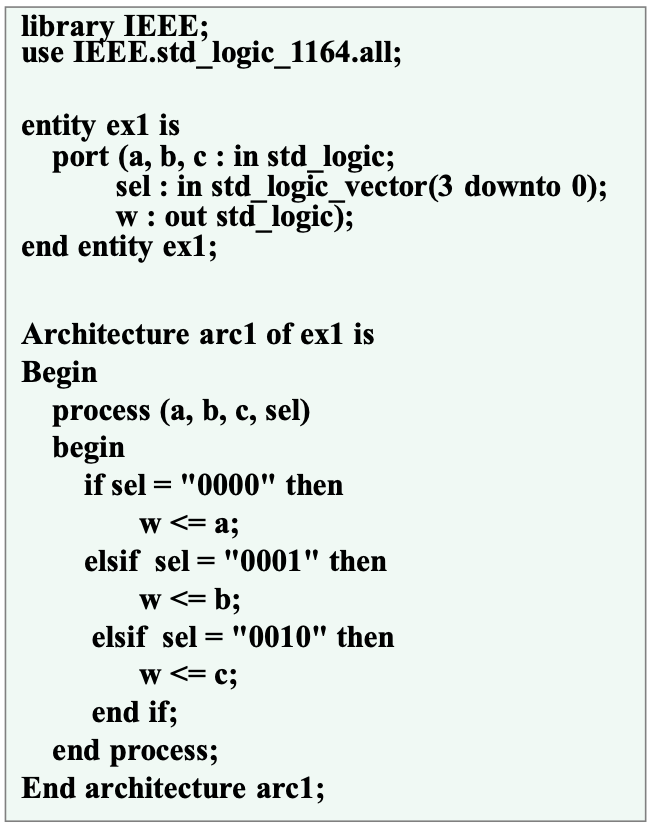 library IEEE;
use IEEE.std_logic_1164.all;
entity ex1 is
port (a, b, c : in std_logic;
sel : in std_logic_vector(3 downto 0);
w : out std_logic);
end entity ex1;
Architecture arc1 of ex1 is
Begin
process (a, b, c, sel)
begin
if sel = "0000" then
w <= a;
elsif sel = "0001" then
w <= b;
elsif sel = "0010" then
w <= c;
end if;
end process;
End architecture arc1;